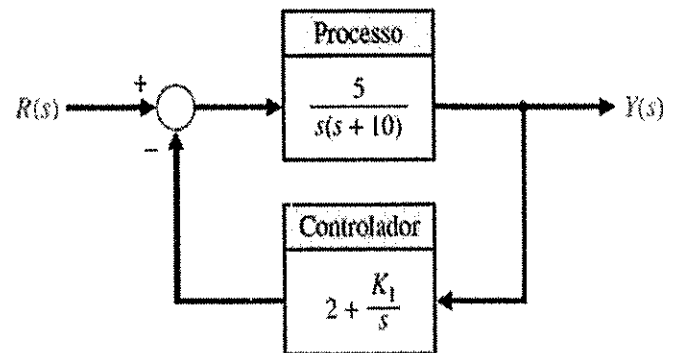 Processo
+
R(s)
5
s(s + 10)
Y(s)
−
Controlador
2 + K₁
s